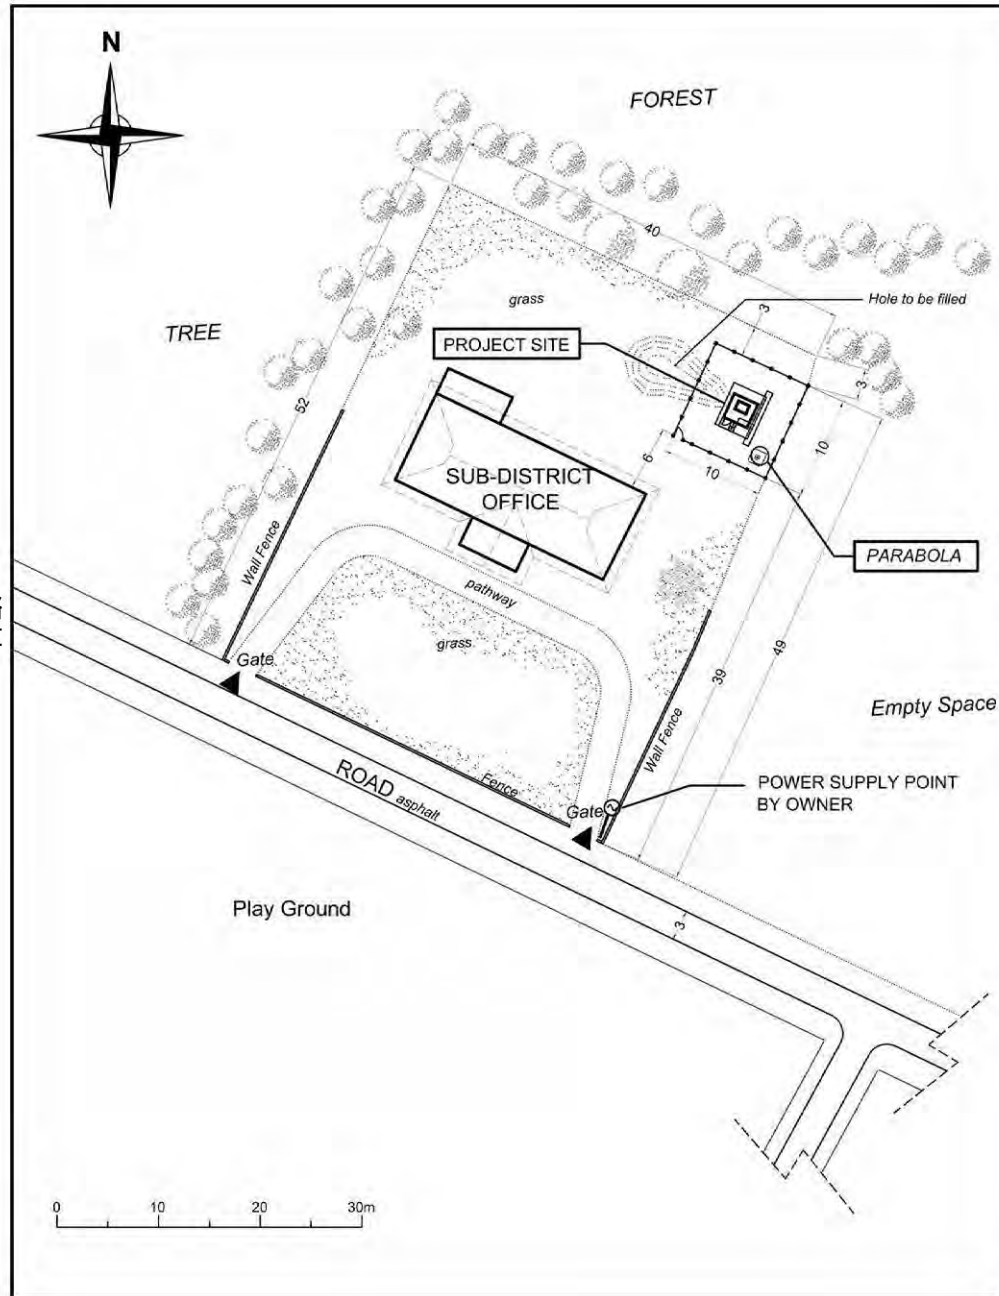 N
FOREST
40
Hole to be filled
grass
3
TREE
PROJECT SITE
3
52
10
SUB-DISTRICT
OFFICE
6
10
PARABOLA
Wall Fence
pathway
grass
49
39
Gate
Empty Space
Wall Fence
ROAD asphalt
Fence
POWER SUPPLY POINT
BY OWNER
Gate
Play Ground
3
0 10 20 30m